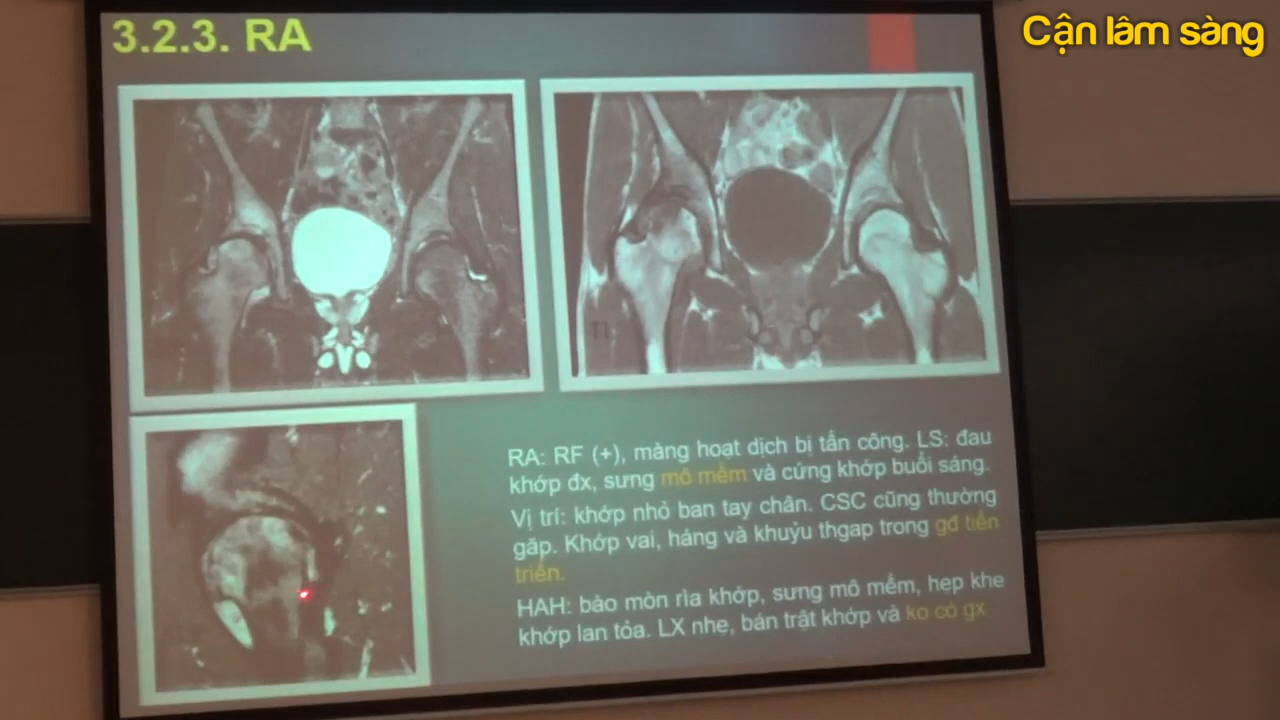 Cận lâm sàng
3.2.3. RA
RA: RF (+), màng hoạt dịch bị tấn công. LS: đau
khớp đx, sưng mô mềm và cứng khớp buổi sáng.
Vị trí: khớp nhỏ ban tay chân. CSC cũng thường
găp. Khớp vai, háng và khuỷu thgap trong gđ tiến
triển.
HAH: bào mòn rìa khớp, sưng mô mềm, hẹp khe
khớp lan tỏa. LX nhẹ, bán trật khớp và ko có gx